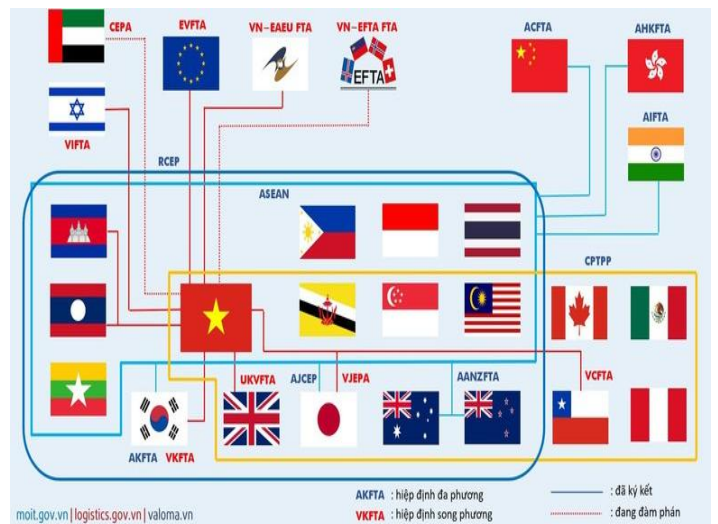 CEPA
EVFTA
VN-EAEU FTA
VN-EFTA FTA
ACFTA
AHKFTA
EFTA
AIFTA
VIFTA
RCEP
ASEAN
CPTPP
UKVFTA
AJCEP
VJEPA
AANZFTA
VCFTA
AKFTA
VKFTA
AKFTA : hiệp định đa phương
: đã ký kết
VKFTA : hiệp định song phương
: đang đàm phán
moit.gov.vn| logistics.gov.vn| valoma.vn